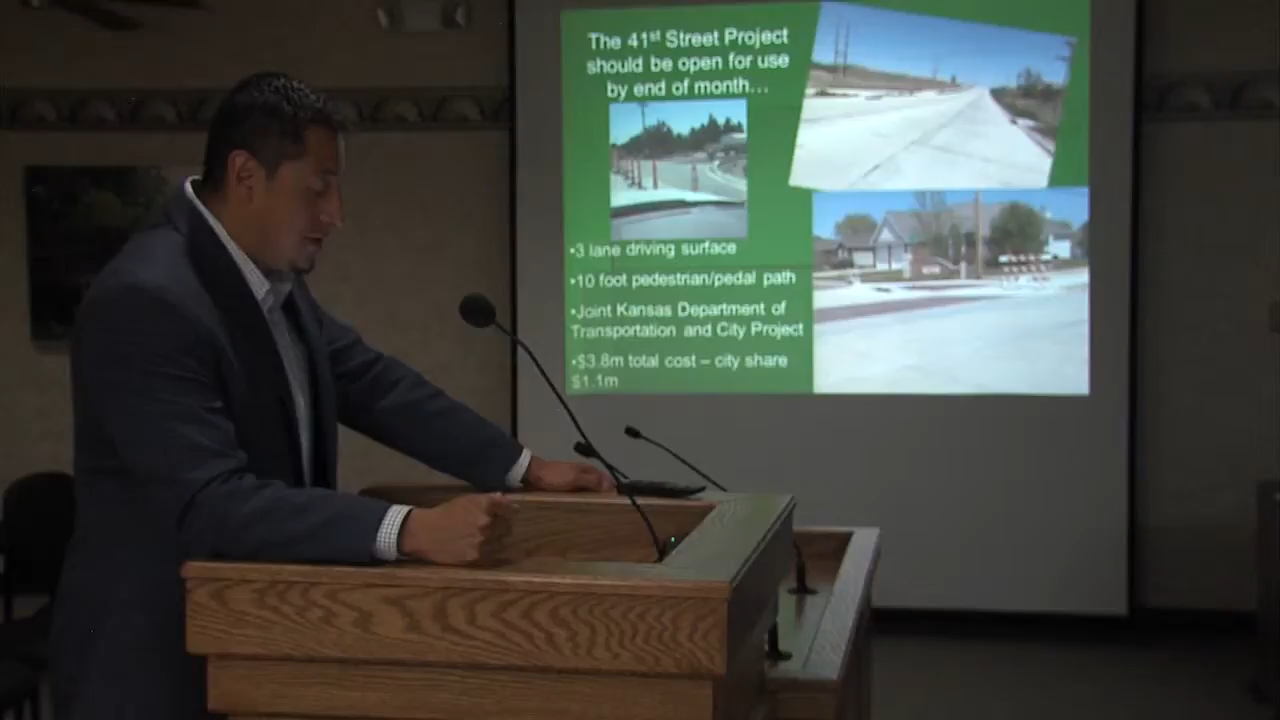 The 41st Street Project
should be open for use
by end of month…
•3 lane driving surface
•10 foot pedestrian/pedal path
•Joint Kansas Department of
Transportation and City Project
•$3.8m total cost – city share
$1.1m